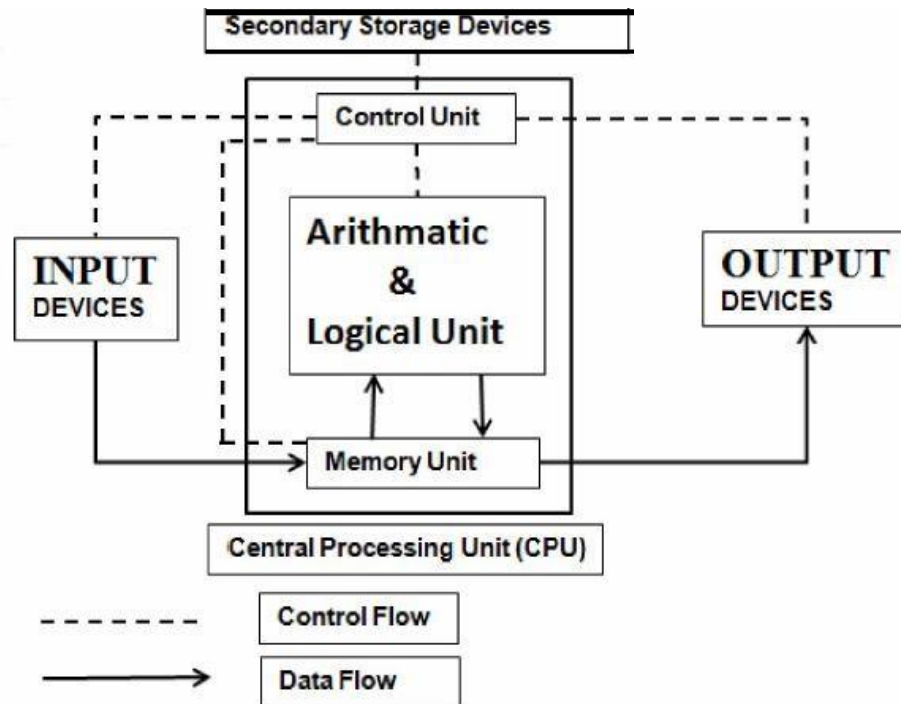 Secondary Storage Devices
Control Unit
Arithmatic
&
Logical Unit
INPUT
DEVICES
OUTPUT
DEVICES
Memory Unit
Central Processing Unit (CPU)
Control Flow
Data Flow